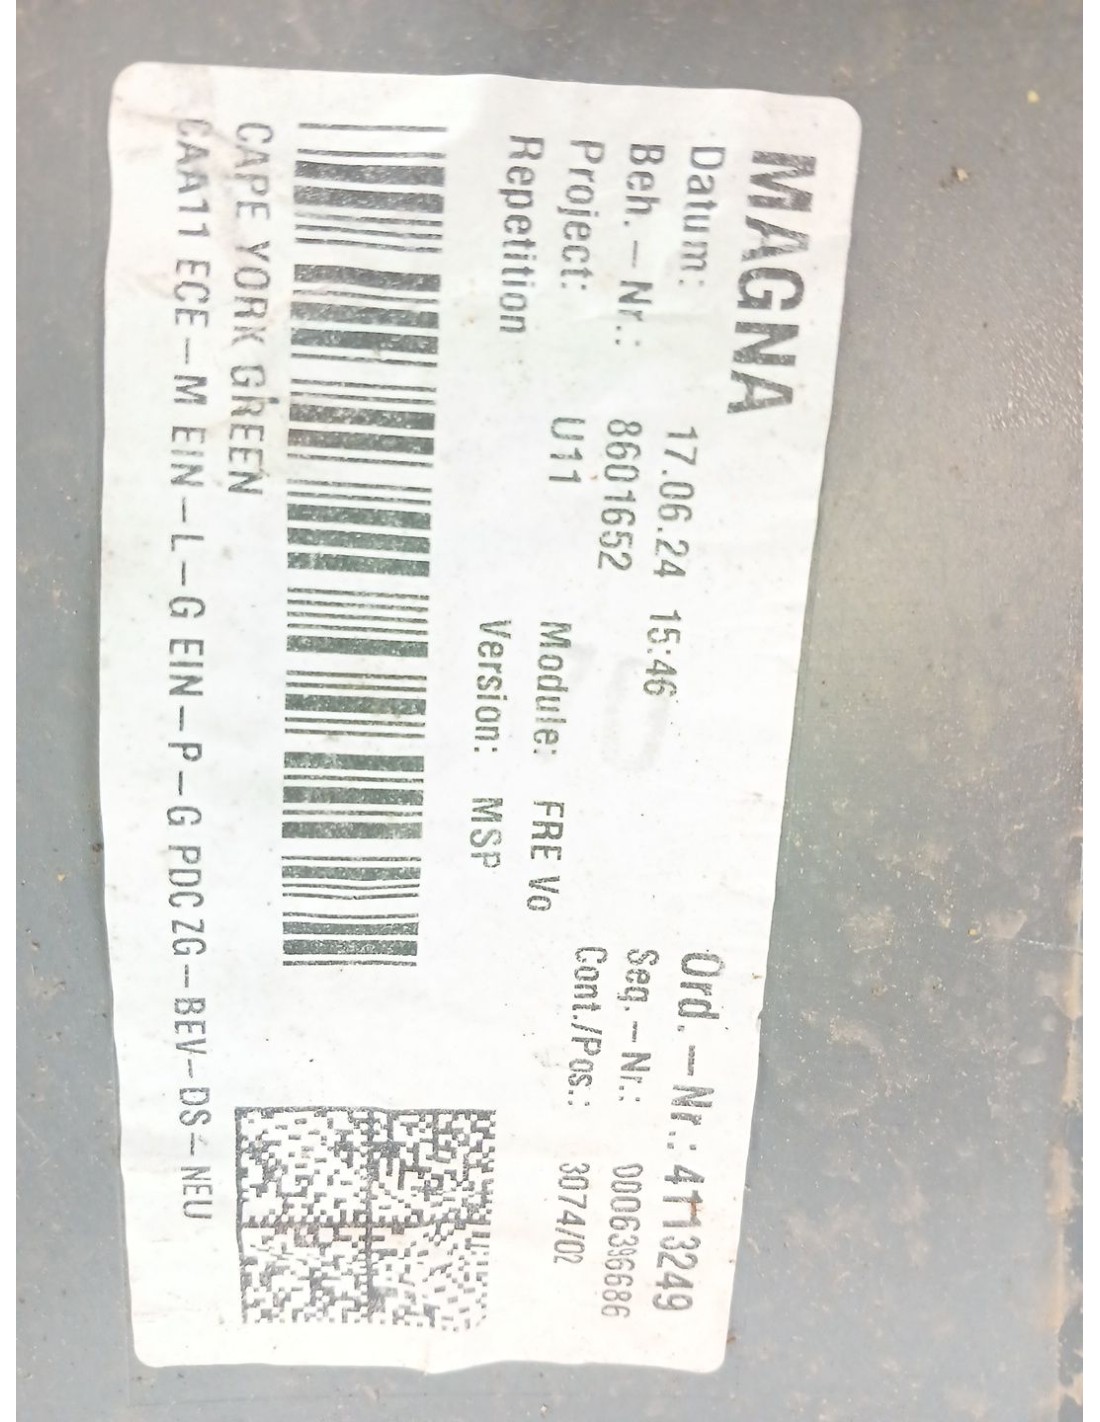 MAGNA
Datum: 17.06.24 15:46 Ord.-Nr.: 4113249
Beh.-Nr.: 8601652 Seq.-Nr.: 0006396686
Project: U11 Module: FRE Vo Cont./Pos.: 3074/02
Repetition Version: MSP
CAPE YORK GREEN
CAA11 ECE-M EIN-L-G EIN-P-G PDC ZG-BEV-DS-NEU